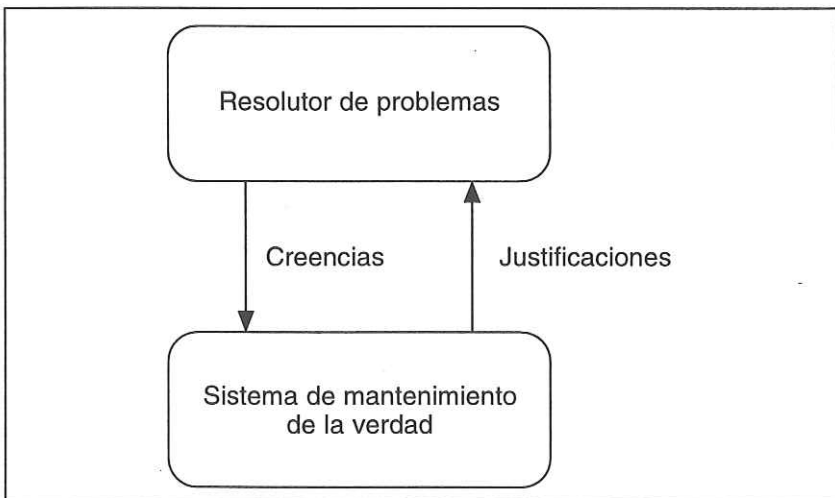 Resolutor de problemas
Creencias
Justificaciones
Sistema de mantenimiento
de la verdad